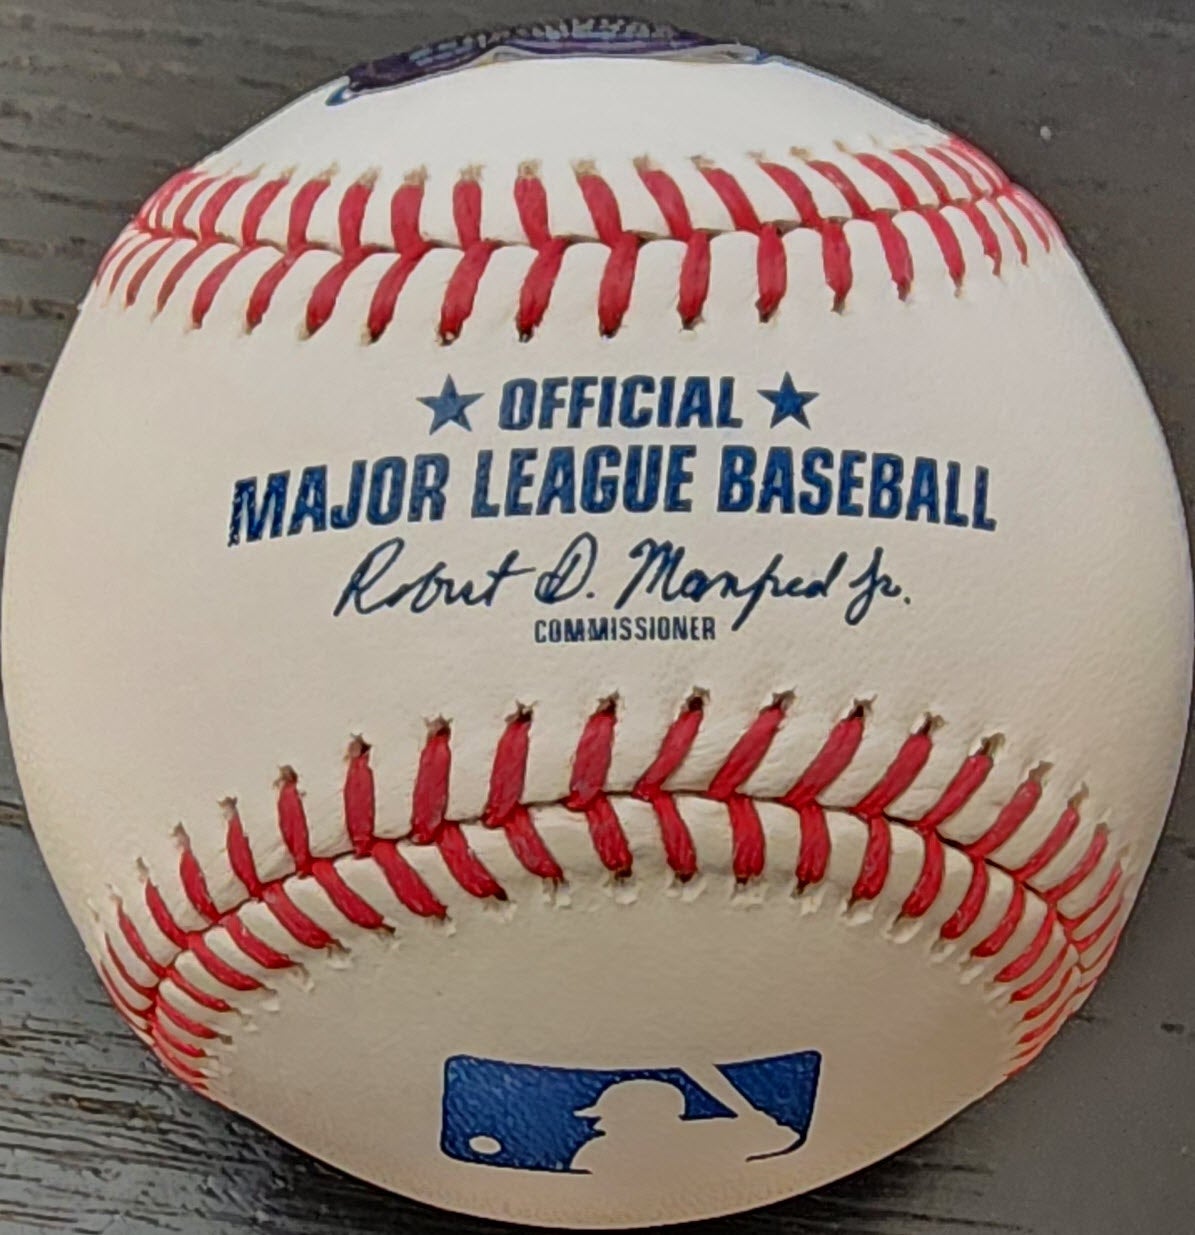 ★ OFFICIAL ★
MAJOR LEAGUE BASEBALL
Robert D. Manfred Jr.
COMMISSIONER